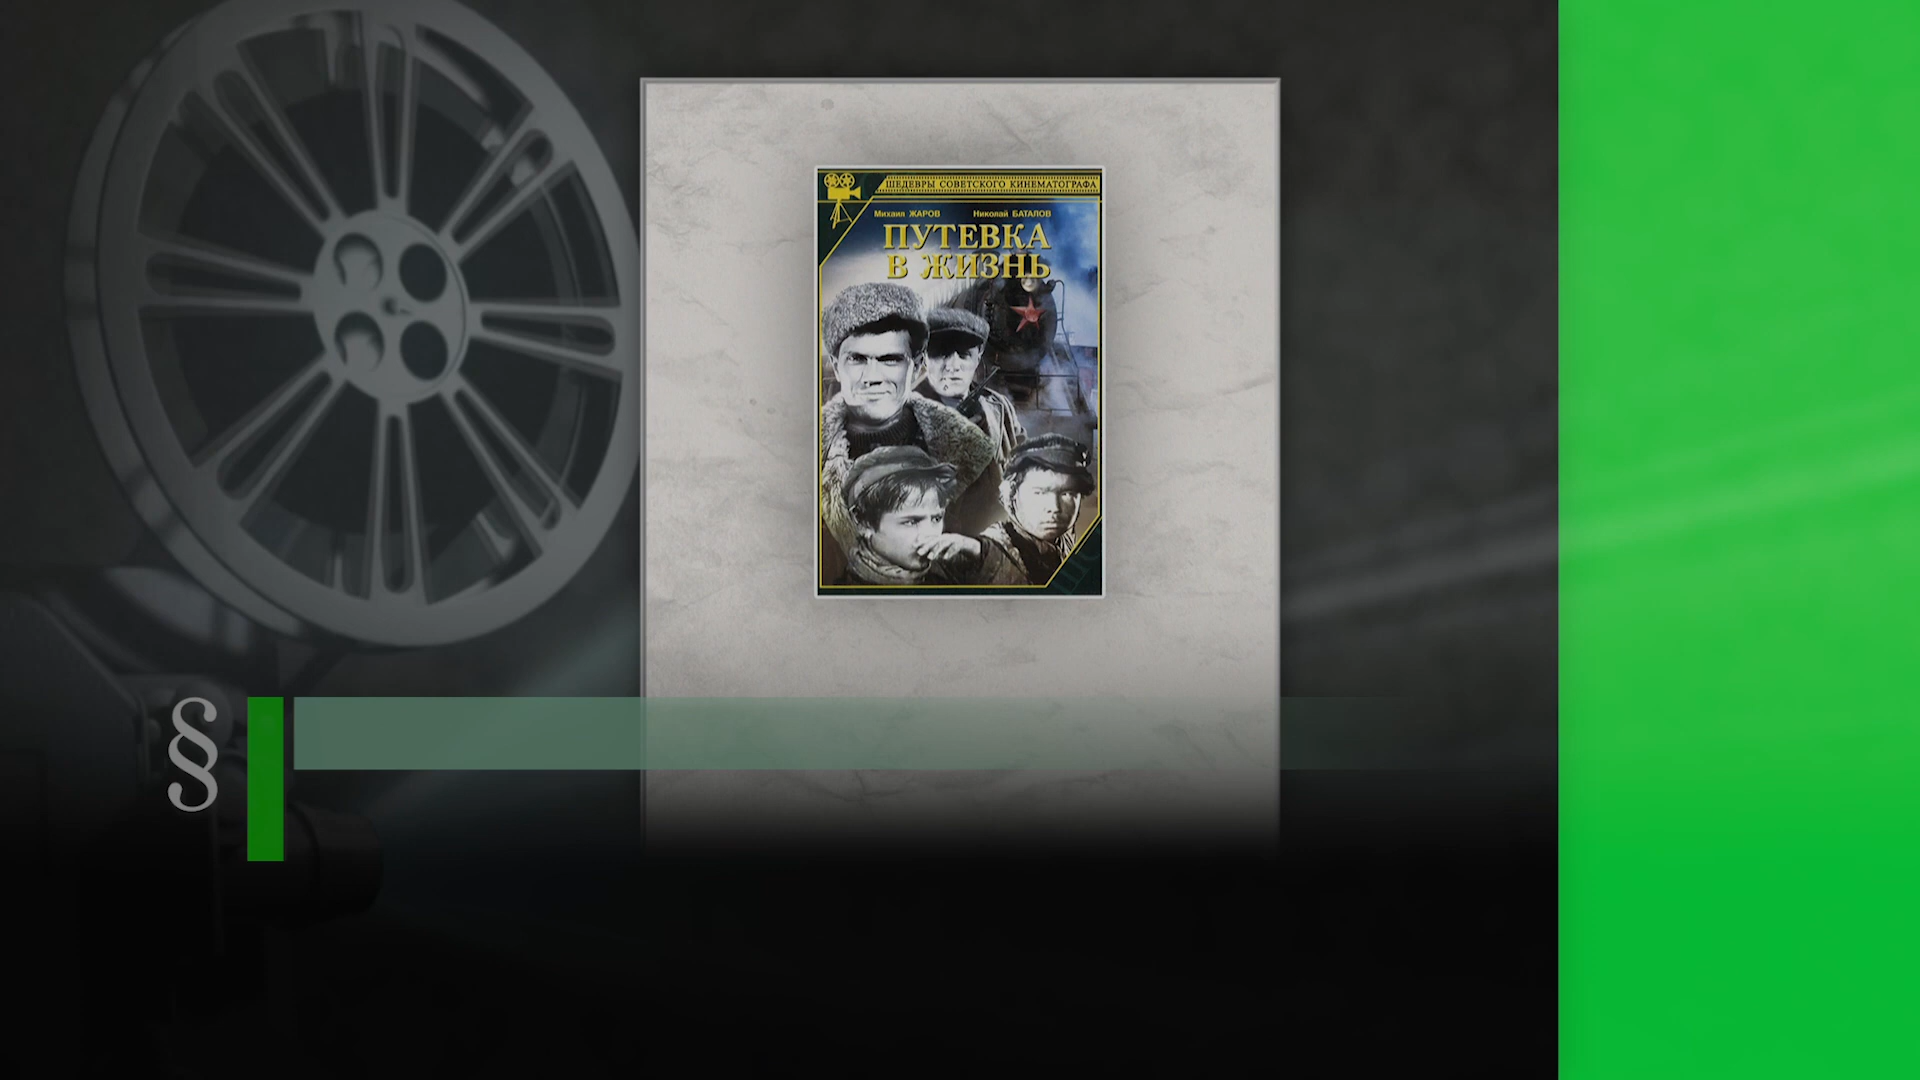 ШЕДЕВРЫ СОВЕТСКОГО КИНЕМАТОГРАФА
Михаил ЖАРОВ Николай БАТАЛОВ
ПУТЕВКА
В ЖИЗНЬ
§